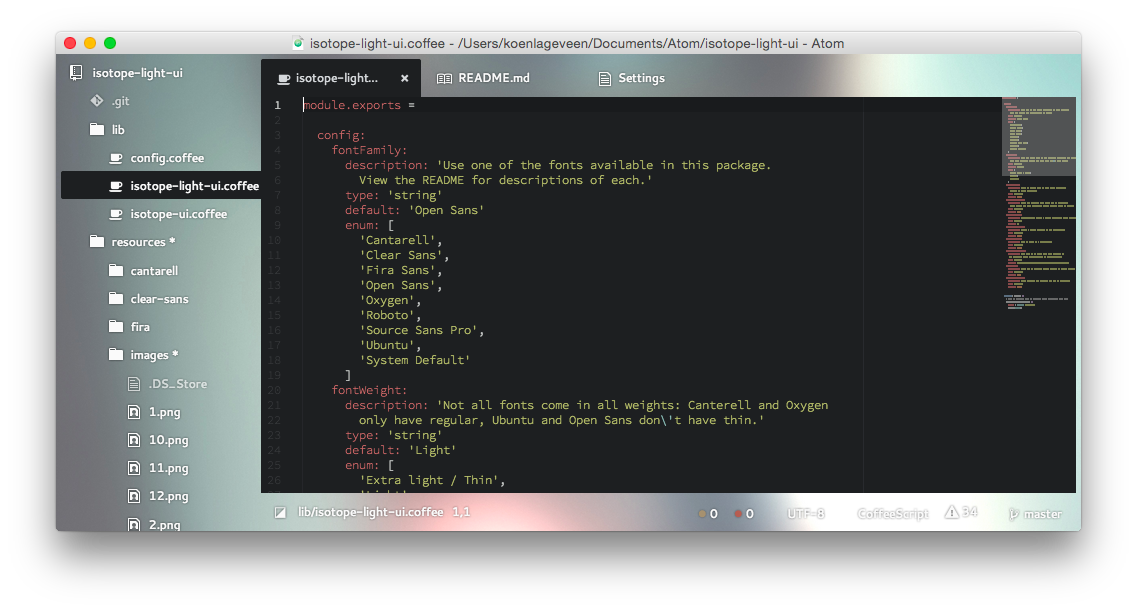 isotope-light-ui.coffee - /Users/koenlageveen/Documents/Atom/isotope-light-ui - Atom
isotope-light-ui
.git
lib
config.coffee
isotope-light-ui.coffee
isotope-ui.coffee
resources *
cantarell
clear-sans
fira
images *
.DS_Store
1.png
10.png
11.png
12.png
2.png
isotope-light... ×
README.md
Settings
1 module.exports =
2
3 config:
4 fontFamily:
5 description: 'Use one of the fonts available in this package.
6 View the README for descriptions of each.'
7 type: 'string'
8 default: 'Open Sans'
9 enum: [
10 'Cantarell',
11 'Clear Sans',
12 'Fira Sans',
13 'Open Sans',
14 'Oxygen',
15 'Roboto',
16 'Source Sans Pro',
17 'Ubuntu',
18 'System Default'
19 ]
20 fontWeight:
21 description: 'Not all fonts come in all weights: Canterell and Oxygen
22 only have regular, Ubuntu and Open Sans don\'t have thin.'
23 type: 'string'
24 default: 'Light'
25 enum: [
26 'Extra light / Thin',
lib/isotope-light-ui.coffee 1,1
0 0 UTF-8 CoffeeScript 34 master